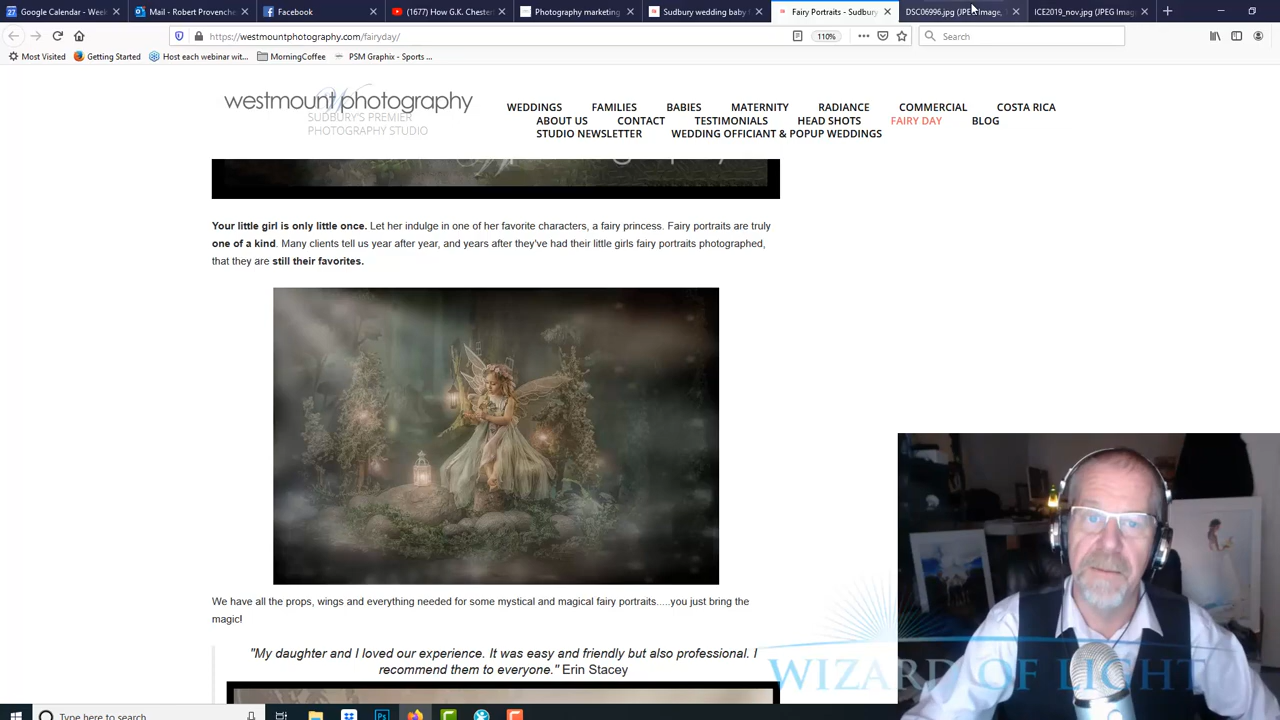 Google Calendar - Week
Mail - Robert Provenche
Facebook
(1677) How G.K. Chester
Photography marketing
Sudbury wedding baby f
Fairy Portraits - Sudbury
DSC06996.jpg (JPEG Image,
ICE2019_nov.jpg (JPEG Imag
https://westmountphotography.com/fairyday/
110%
Search
Most Visited
Getting Started
Host each webinar wit...
MorningCoffee
PSM Graphix - Sports ...
westmount photography
SUDBURY'S PREMIER
PHOTOGRAPHY STUDIO
WEDDINGS FAMILIES BABIES MATERNITY RADIANCE COMMERCIAL COSTA RICA
ABOUT US CONTACT TESTIMONIALS HEAD SHOTS FAIRY DAY BLOG
STUDIO NEWSLETTER WEDDING OFFICIANT & POPUP WEDDINGS
Your little girl is only little once. Let her indulge in one of her favorite characters, a fairy princess. Fairy portraits are truly
one of a kind. Many clients tell us year after year, and years after they've had their little girls fairy portraits photographed,
that they are still their favorites.
We have all the props, wings and everything needed for some mystical and magical fairy portraits.....you just bring the
magic!
"My daughter and I loved our experience. It was easy and friendly but also professional. I
recommend them to everyone." Erin Stacey
WIZARD OF LIGHT
Type here to search